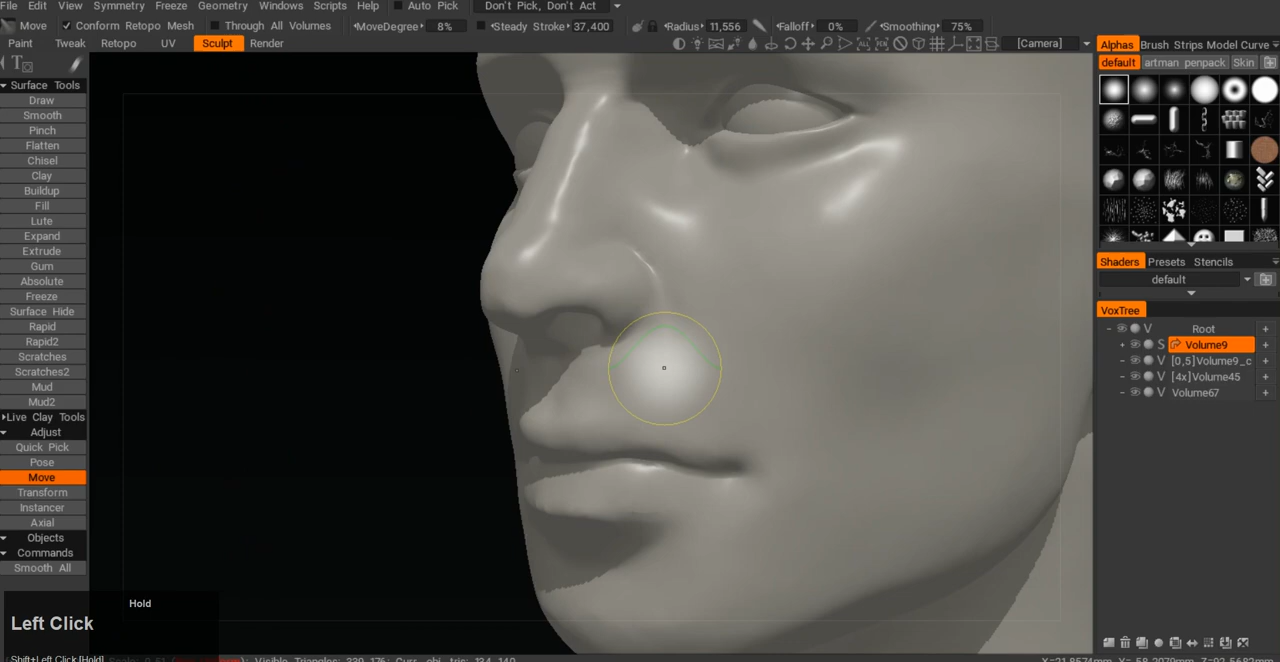 File Edit View Symmetry Freeze Geometry Windows Scripts Help Auto Pick Don't Pick, Don't Act
Move Conform Retopo Mesh Through All Volumes MoveDegree 8% Steady Stroke 37,400 Radius 11,556 Falloff 0% Smoothing 75%
Paint Tweak Retopo UV Sculpt Render [Camera]
Surface Tools
Draw
Smooth
Pinch
Flatten
Chisel
Clay
Buildup
Fill
Lute
Expand
Extrude
Gum
Absolute
Freeze
Surface Hide
Rapid
Rapid2
Scratches
Scratches2
Mud
Mud2
Live Clay Tools
Adjust
Quick Pick
Pose
Move
Transform
Instancer
Axial
Objects
Commands
Smooth All
Hold
Left Click
Shift+Left Click [Hold]
Alphas Brush Strips Model Curve
default artman penpack Skin
Shaders Presets Stencils
default
VoxTree
V Root
S Volume9
V [0,5]Volume9_c
V [4x]Volume45
V Volume67